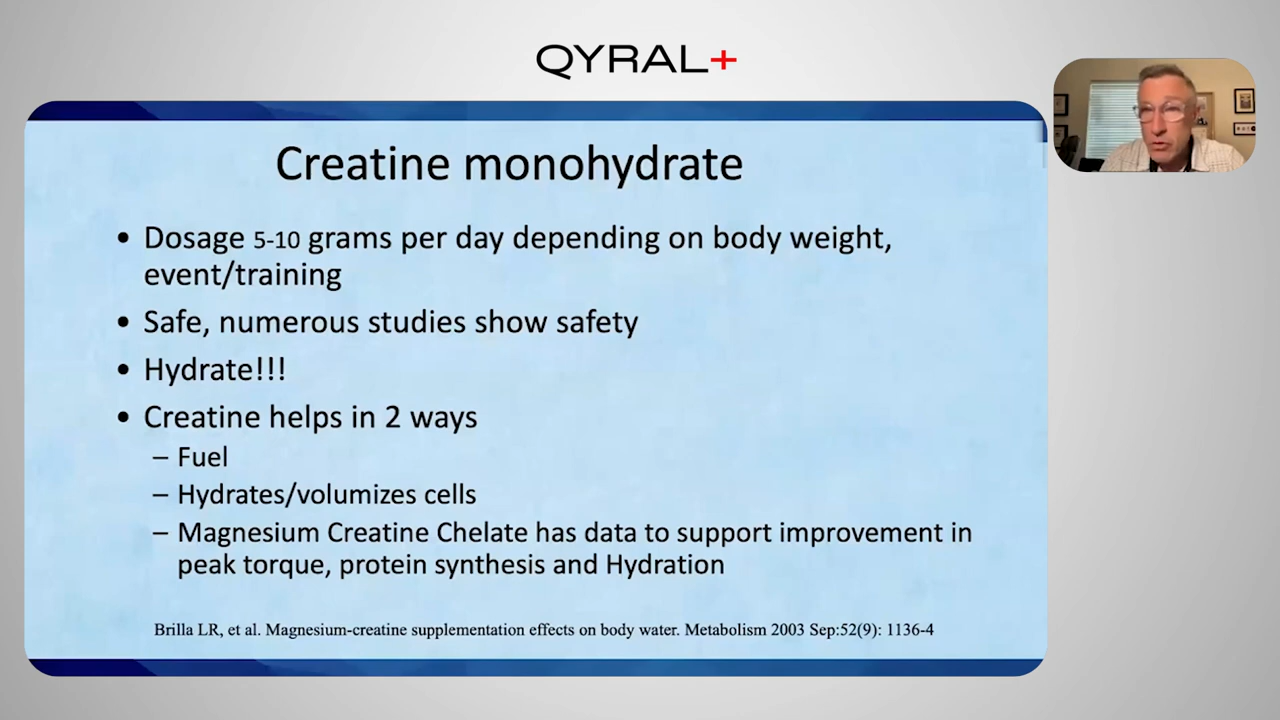 QYRAL+
Creatine monohydrate
• Dosage 5-10 grams per day depending on body weight,
event/training
• Safe, numerous studies show safety
• Hydrate!!!
• Creatine helps in 2 ways
– Fuel
– Hydrates/volumizes cells
– Magnesium Creatine Chelate has data to support improvement in
peak torque, protein synthesis and Hydration
Brilla LR, et al. Magnesium-creatine supplementation effects on body water. Metabolism 2003 Sep:52(9): 1136-4